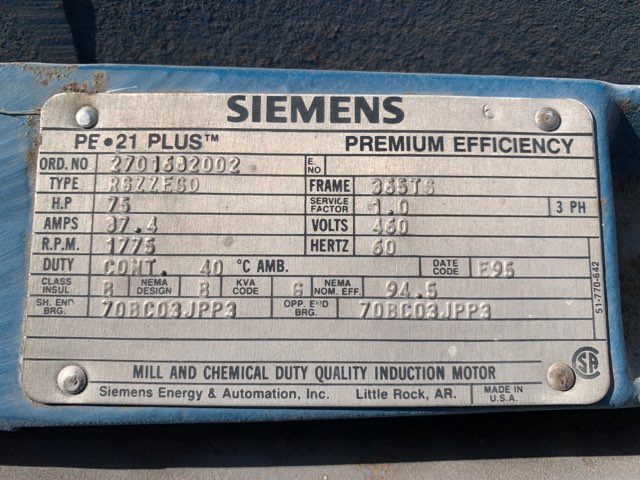 SIEMENS
PE•21 PLUS™ PREMIUM EFFICIENCY
ORD. NO 2701682002 E. NO
TYPE RGZZESD FRAME 365TS
H.P 75 SERVICE FACTOR 1.0 3 PH
AMPS 87.4 VOLTS 460
R.P.M. 1775 HERTZ 60
DUTY CONT. 40 °C AMB. DATE CODE E95
CLASS INSUL NEMA DESIGN B KVA CODE G NEMA NOM. EFF. 94.5
SH. END BRG. 70BC03JPP3 OPP. END BRG. 70BC03JPP3
51-770-642
MILL AND CHEMICAL DUTY QUALITY INDUCTION MOTOR
Siemens Energy & Automation, Inc. Little Rock, AR. MADE IN U.S.A.
SA